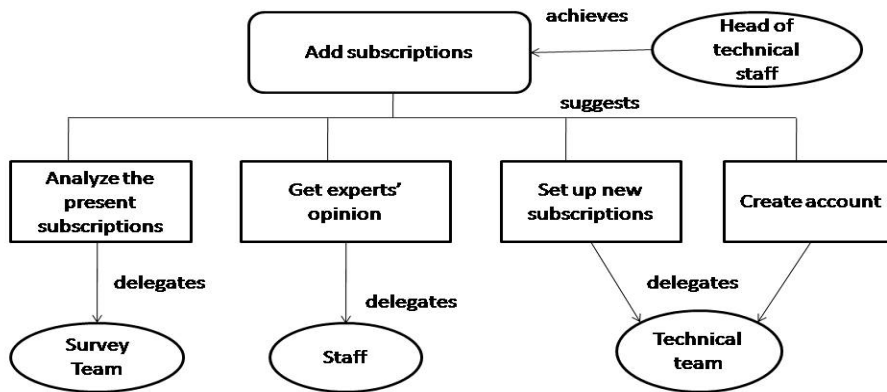 achieves
Add subscriptions
Head of
technical
staff
suggests
Analyze the
present
subscriptions
Get experts’
opinion
Set up new
subscriptions
Create account
delegates
delegates
delegates
Survey
Team
Staff
Technical
team